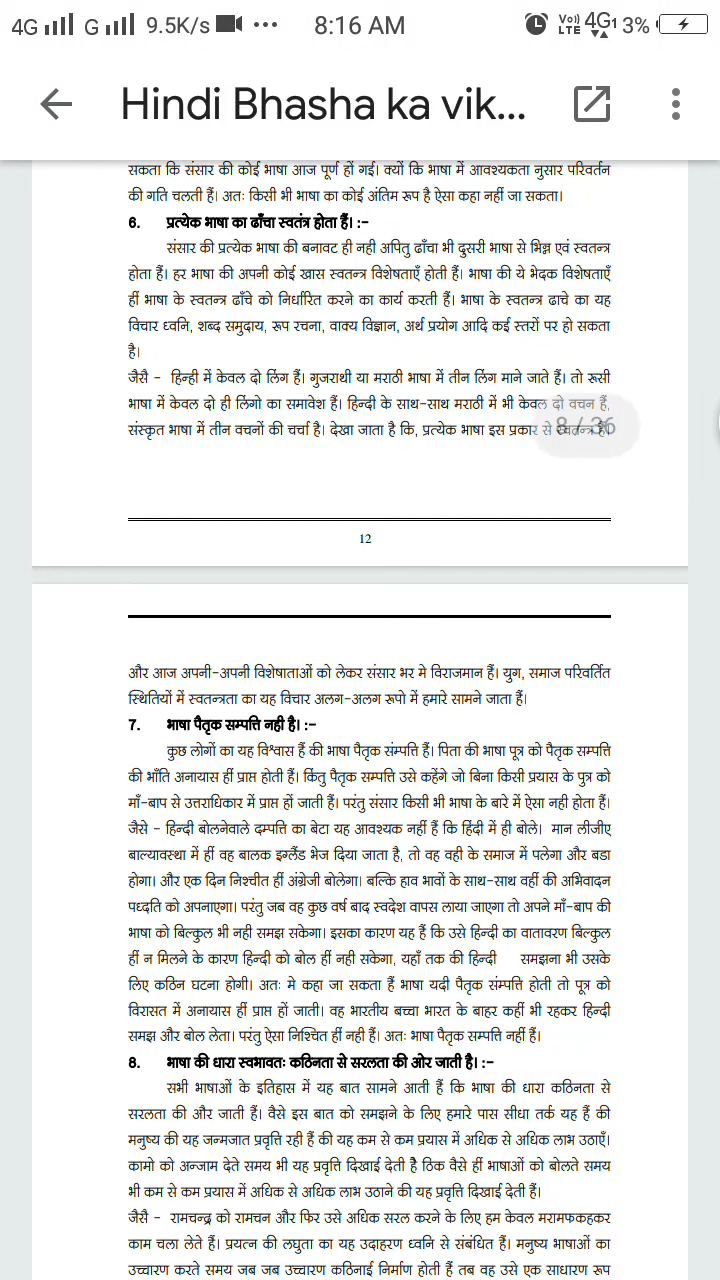 4G G 9.5K/s ... 8:16 AM Vo)) LTE 4G1 3%
Hindi Bhasha ka vik...
सकता कि संसार की कोई भाषा आज पूर्ण हों गई। क्यों कि भाषा में आवश्यकता नुसार परिवर्तन
की गति चलती हैं। अतः किसी भी भाषा का कोई अंतिम रूप है ऐसा कहा नहीं जा सकता।
6. प्रत्येक भाषा का ढाँचा स्वतंत्र होता हैं। :-
संसार की प्रत्येक भाषा की बनावट ही नही अपितु ढाँचा भी दुसरी भाषा से भिन्न एवं स्वतन्त्र
होता हैं। हर भाषा की अपनी कोई खास स्वतन्त्र विशेषताएँ होती हैं। भाषा की ये भेदक विशेषताएँ
हीं भाषा के स्वतन्त्र ढाँचे को निर्धारित करने का कार्य करती हैं। भाषा के स्वतन्त्र ढाचे का यह
विचार ध्वनि, शब्द समुदाय, रूप रचना, वाक्य विज्ञान, अर्थ प्रयोग आदि कई स्तरों पर हो सकता
है।
जैसै - हिन्ही में केवल दो लिंग हैं। गुजराथी या मराठी भाषा में तीन लिंग माने जाते हैं। तो रूसी
भाषा में केवल दो ही लिंगो का समावेश हैं। हिन्दी के साथ-साथ मराठी में भी केवल दो वचन हैं,
संस्कृत भाषा में तीन वचनों की चर्चा है। देखा जाता है कि, प्रत्येक भाषा इस प्रकार से स्वतन्त्र हैं।
8 / 36
12
और आज अपनी-अपनी विशेषाताओं को लेकर संसार भर मे विराजमान हैं। युग, समाज परिवर्तित
स्थितियों में स्वतन्त्रता का यह विचार अलग-अलग रूपो में हमारे सामने जाता हैं।
7. भाषा पैतृक सम्पत्ति नही है। :-
कुछ लोगों का यह विश्वास हैं की भाषा पैतृक संम्पत्ति हैं। पिता की भाषा पूत्र को पैतृक सम्पत्ति
की भाँति अनायास हीं प्राप्त होती हैं। किंतु पैतृक सम्पत्ति उसे कहेंगे जो बिना किसी प्रयास के पुत्र को
माँ-बाप से उत्तराधिकार में प्राप्त हों जाती हैं। परंतु संसार किसी भी भाषा के बारे में ऐसा नही होता हैं।
जैसे - हिन्दी बोलनेवाले दम्पत्ति का बेटा यह आवश्यक नहीं हैं कि हिंदि में ही बोले। मान लीजीए
बाल्यावस्था में हीं वह बालक इग्लैंड भेज दिया जाता है, तो वह वही के समाज में पलेगा और बडा
होगा। और एक दिन निश्चीत हीं अंग्रेजी बोलेगा। बल्कि हाव भावों के साथ-साथ वहीं की अभिवादन
पध्दति को अपनाएगा। परंतु जब वह कुछ वर्ष बाद स्वदेश वापस लाया जाएगा तो अपने माँ-बाप की
भाषा को बिल्कुल भी नही समझ सकेगा। इसका कारण यह हैं कि उसे हिन्दी का वातावरण बिल्कुल
हीं न मिलने के कारण हिन्दी को बोल हीं नही सकेगा, यहाँ तक की हिन्दी समझना भी उसके
लिए कठिन घटना होगी। अतः मे कहा जा सकता हैं भाषा यदी पैतृक सम्पत्ति होती तो पूत्र को
विरासत में अनायास हीं प्राप्त हों जाती। वह भारतीय बच्चा भारत के बाहर कहीं भी रहकर हिन्दी
समझ और बोल लेता। परंतु ऐसा निश्चित हीं नही हैं। अतः भाषा पैतृक सम्पत्ति नहीं हैं।
8. भाषा की धारा स्वभावतः कठिनता से सरलता की ओर जाती है। :-
सभी भाषाओं के इतिहास में यह बात सामने आती हैं कि भाषा की धारा कठिनता से
सरलता की और जाती हैं। वैसे इस बात को समझने के लिए हमारे पास सीधा तर्क यह हैं की
मनुष्य की यह जन्मजात प्रवृत्ति रही हैं की यह कम से कम प्रयास में अधिक से अधिक लाभ उठाएँ।
कामो को अन्जाम देते समय भी यह प्रवृत्ति दिखाई देती है ठिक वैसे हीं भाषाओं को बोलते समय
भी कम से कम प्रयास में अधिक से अधिक लाभ उठाने की यह प्रवृत्ति दिखाई देती हैं।
जैसै - रामचन्द्र को रामचन और फिर उसे अधिक सरल करने के लिए हम केवल मरामफकहकर
काम चला लेते हैं। प्रयत्न की लघुता का यह उदाहरण ध्वनि से संबंधित हैं। मनुष्य भाषाओं का
उच्चारण करते समय जब जब उच्चारण कठिनाई निर्माण होती हैं तब वह उसे एक साधारण रूप